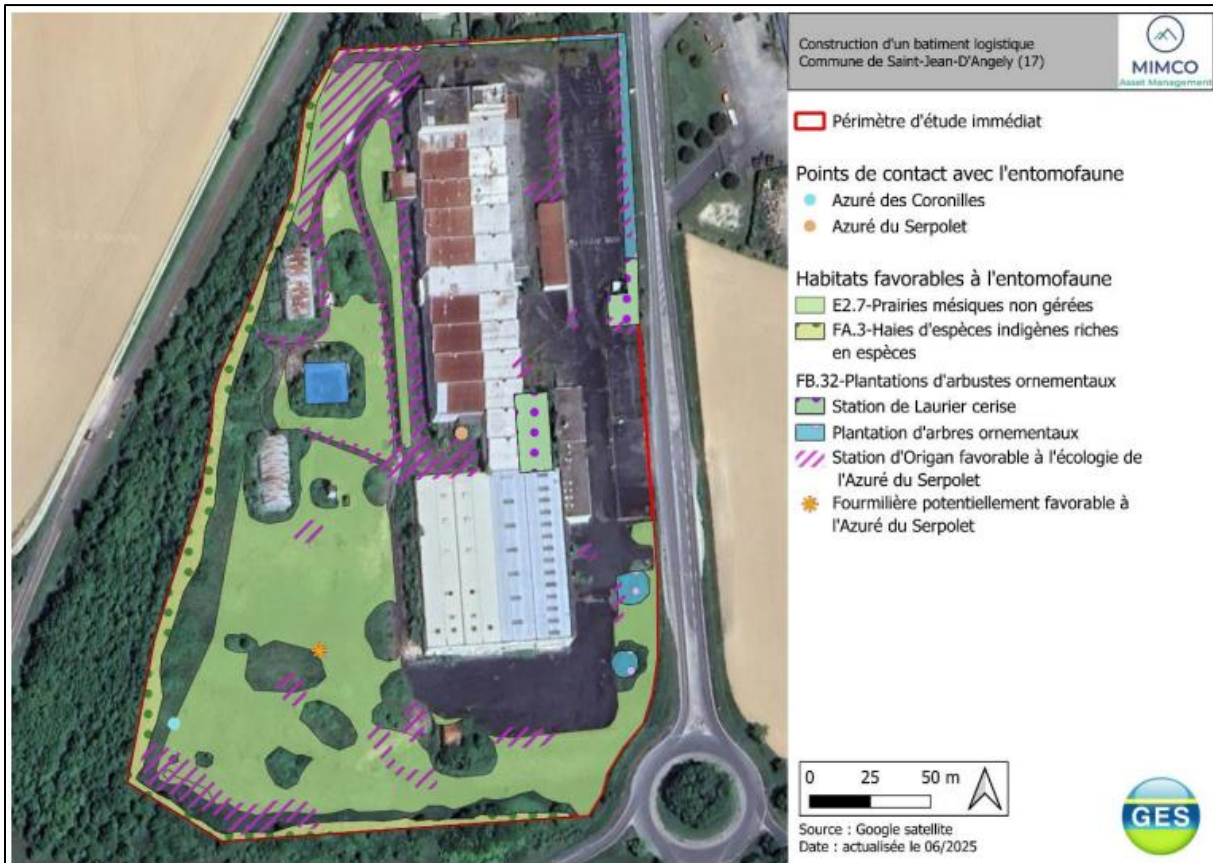 Construction d'un batiment logistique
Commune de Saint-Jean-D'Angely (17)
MIMCO
Asset Management
Périmètre d'étude immédiat
Points de contact avec l'entomofaune
Azuré des Coronilles
Azuré du Serpolet
Habitats favorables à l'entomofaune
E2.7-Prairies mésiques non gérées
FA.3-Haies d'espèces indigènes riches
en espèces
FB.32-Plantations d'arbustes ornementaux
Station de Laurier cerise
Plantation d'arbres ornementaux
Station d'Origan favorable à l'écologie de
l'Azuré du Serpolet
Fourmilière potentiellement favorable à
l'Azuré du Serpolet
0 25 50 m
Source : Google satellite
Date : actualisée le 06/2025
GES